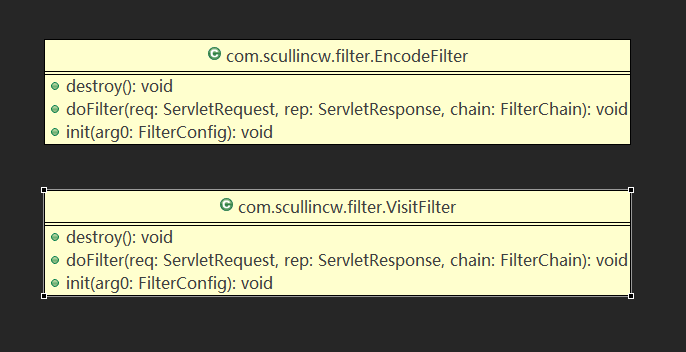 com.scullincw.filter.EncodeFilter
destroy(): void
doFilter(req: ServletRequest, rep: ServletResponse, chain: FilterChain): void
init(arg0: FilterConfig): void
com.scullincw.filter.VisitFilter
destroy(): void
doFilter(req: ServletRequest, rep: ServletResponse, chain: FilterChain): void
init(arg0: FilterConfig): void